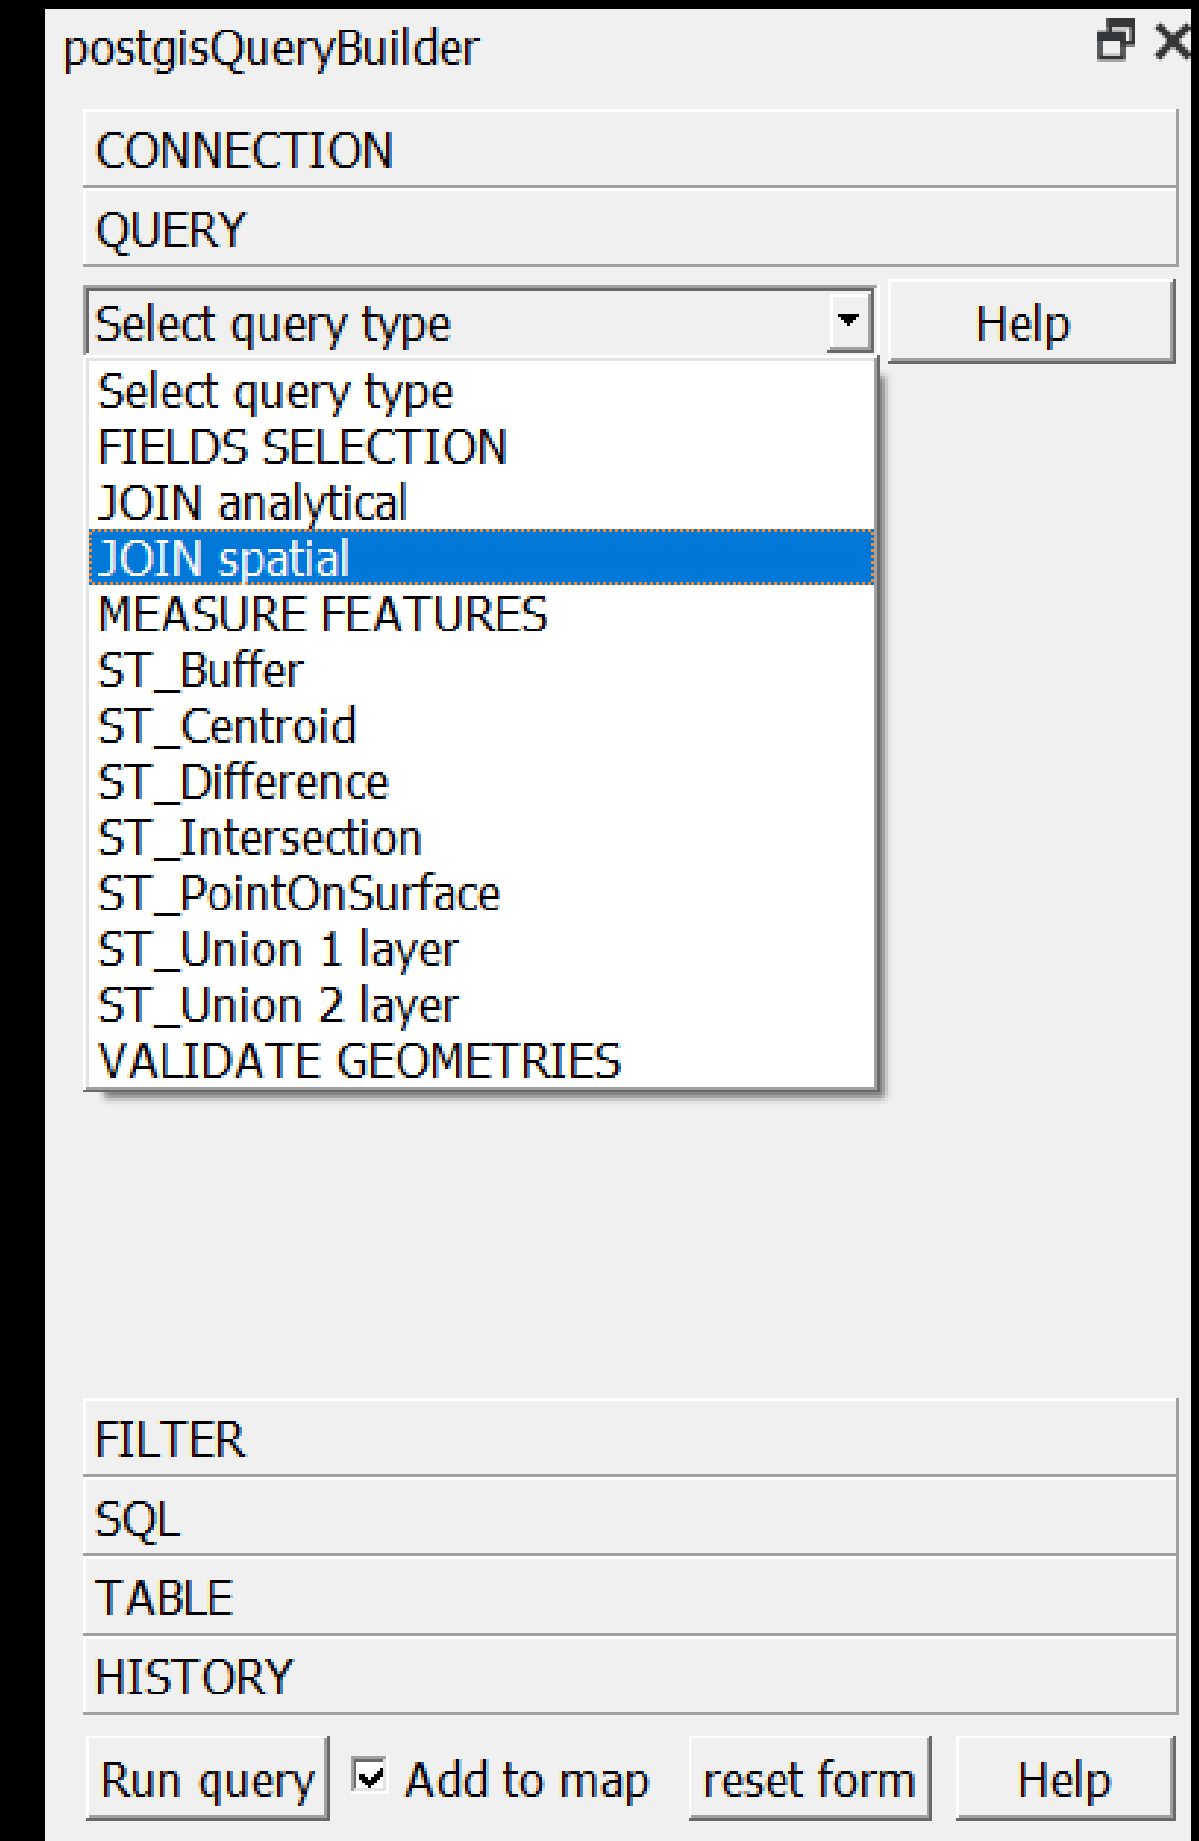 postgisQueryBuilder
CONNECTION
QUERY
Select query type Help
Select query type
FIELDS SELECTION
JOIN analytical
JOIN spatial
MEASURE FEATURES
ST_Buffer
ST_Centroid
ST_Difference
ST_Intersection
ST_PointOnSurface
ST_Union 1 layer
ST_Union 2 layer
VALIDATE GEOMETRIES
FILTER
SQL
TABLE
HISTORY
Run query Add to map reset form Help